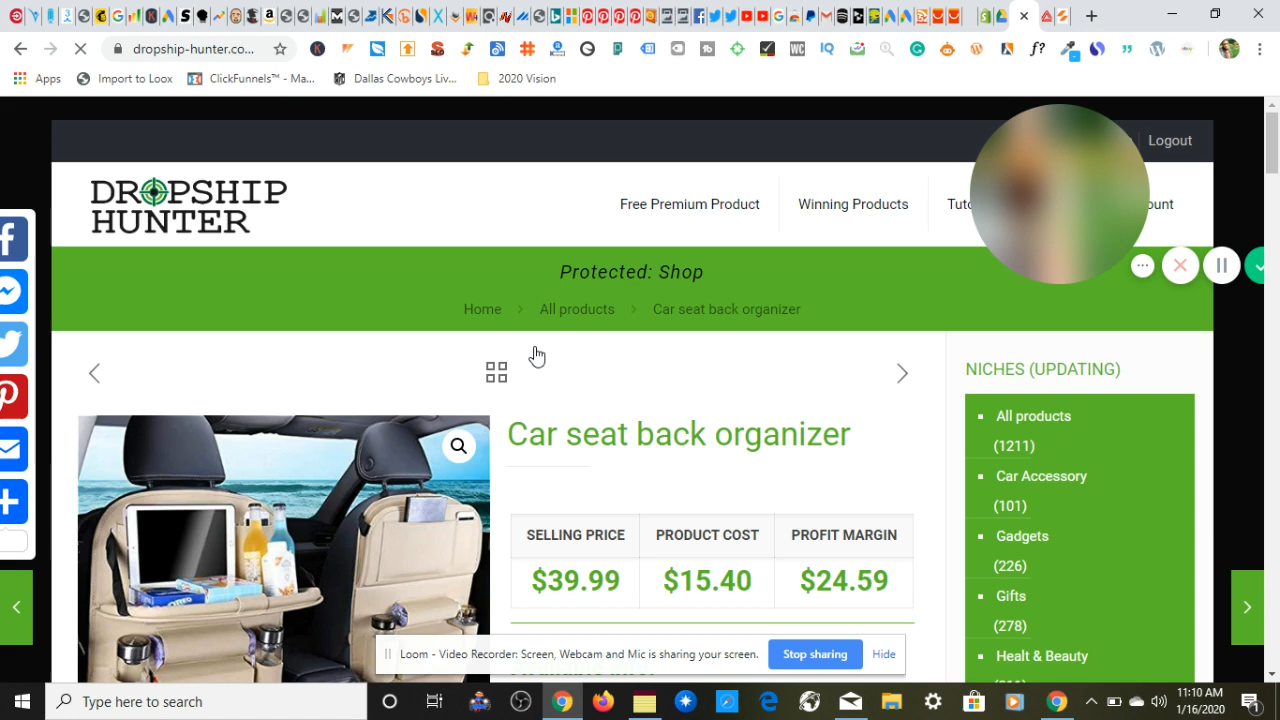 dropship-hunter.co...
Apps
Import to Loox
ClickFunnels™ – Ma...
Dallas Cowboys Liv...
2020 Vision
Logout
DROPSHIP
HUNTER
Free Premium Product
Winning Products
Protected: Shop
Home > All products > Car seat back organizer
NICHES (UPDATING)
All products
(1211)
Car Accessory
(101)
Gadgets
(226)
Gifts
(278)
Healt & Beauty
Car seat back organizer
SELLING PRICE PRODUCT COST PROFIT MARGIN
$39.99 $15.40 $24.59
Loom - Video Recorder: Screen, Webcam and Mic is sharing your screen.
Stop sharing
Hide
Type here to search
11:10 AM
1/16/2020